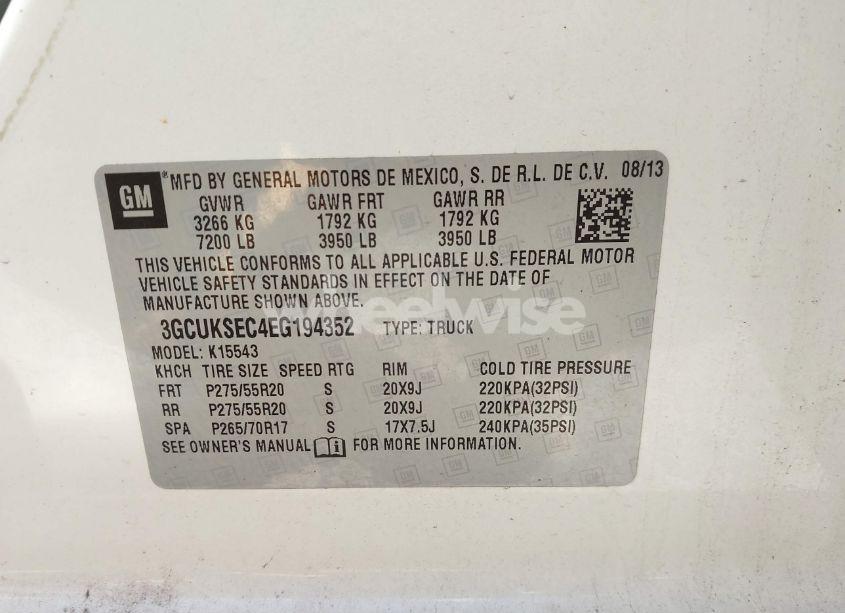 GM
® MFD BY GENERAL MOTORS DE MEXICO, S. DE R.L. DE C.V. 08/13
GVWR GAWR FRT GAWR RR
3266 KG 1792 KG 1792 KG
7200 LB 3950 LB 3950 LB
THIS VEHICLE CONFORMS TO ALL APPLICABLE U.S. FEDERAL MOTOR
VEHICLE SAFETY STANDARDS IN EFFECT ON THE DATE OF
MANUFACTURE SHOWN ABOVE.
wheelwise
3GCUKSEC4EG194352 TYPE: TRUCK
MODEL: K15543
KHCH TIRE SIZE SPEED RTG RIM COLD TIRE PRESSURE
FRT P275/55R20 S 20X9J 220KPA(32PSI)
RR P275/55R20 S 20X9J 220KPA(32PSI)
SPA P265/70R17 S 17X7.5J 240KPA(35PSI)
SEE OWNER'S MANUAL FOR MORE INFORMATION.